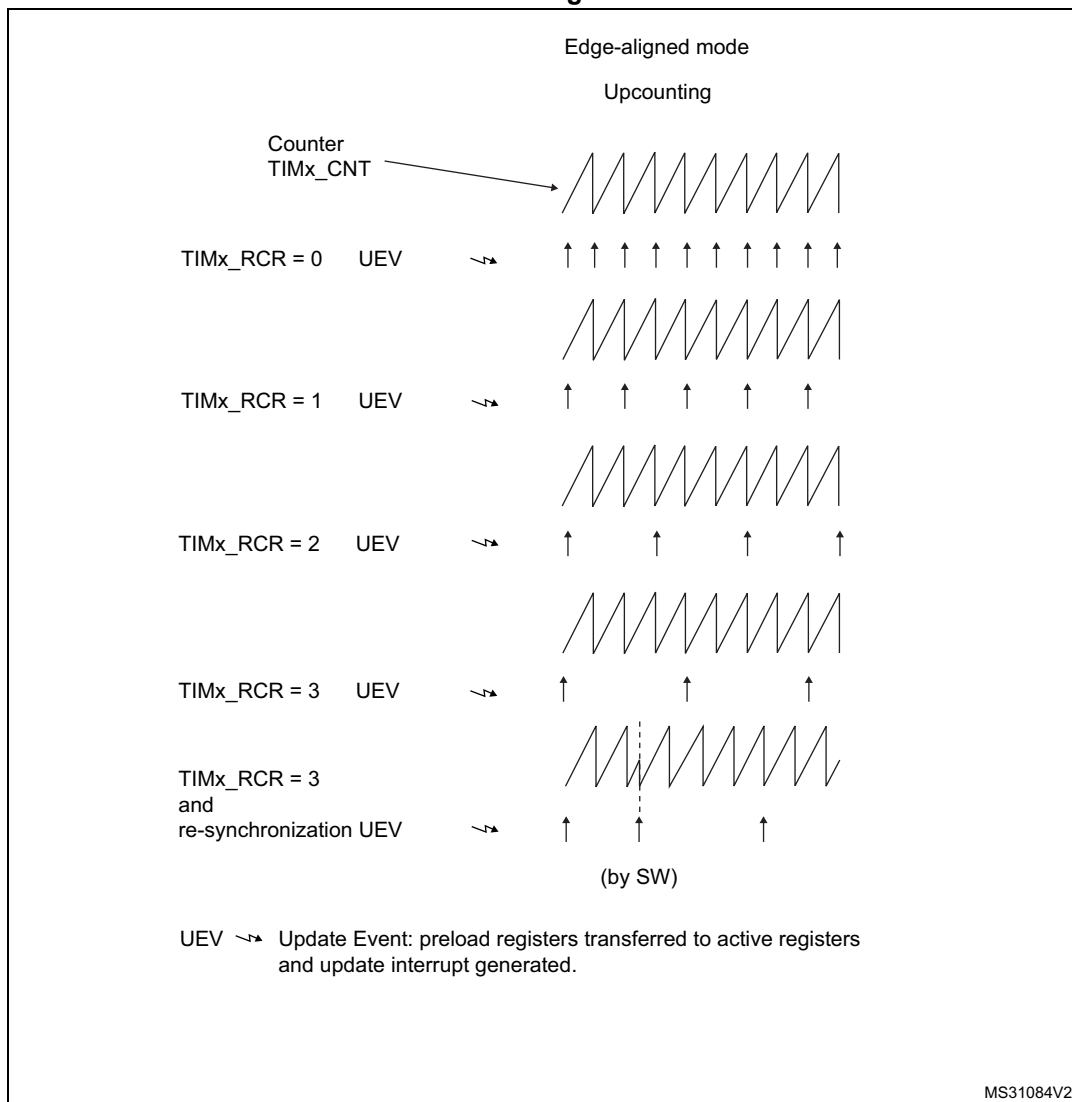 Edge-aligned mode
Upcounting
Counter
TIMx_CNT
TIMx_RCR = 0 UEV
TIMx_RCR = 1 UEV
TIMx_RCR = 2 UEV
TIMx_RCR = 3 UEV
TIMx_RCR = 3
and
re-synchronization UEV
(by SW)
UEV Update Event: preload registers transferred to active registers
and update interrupt generated.
MS31084V2